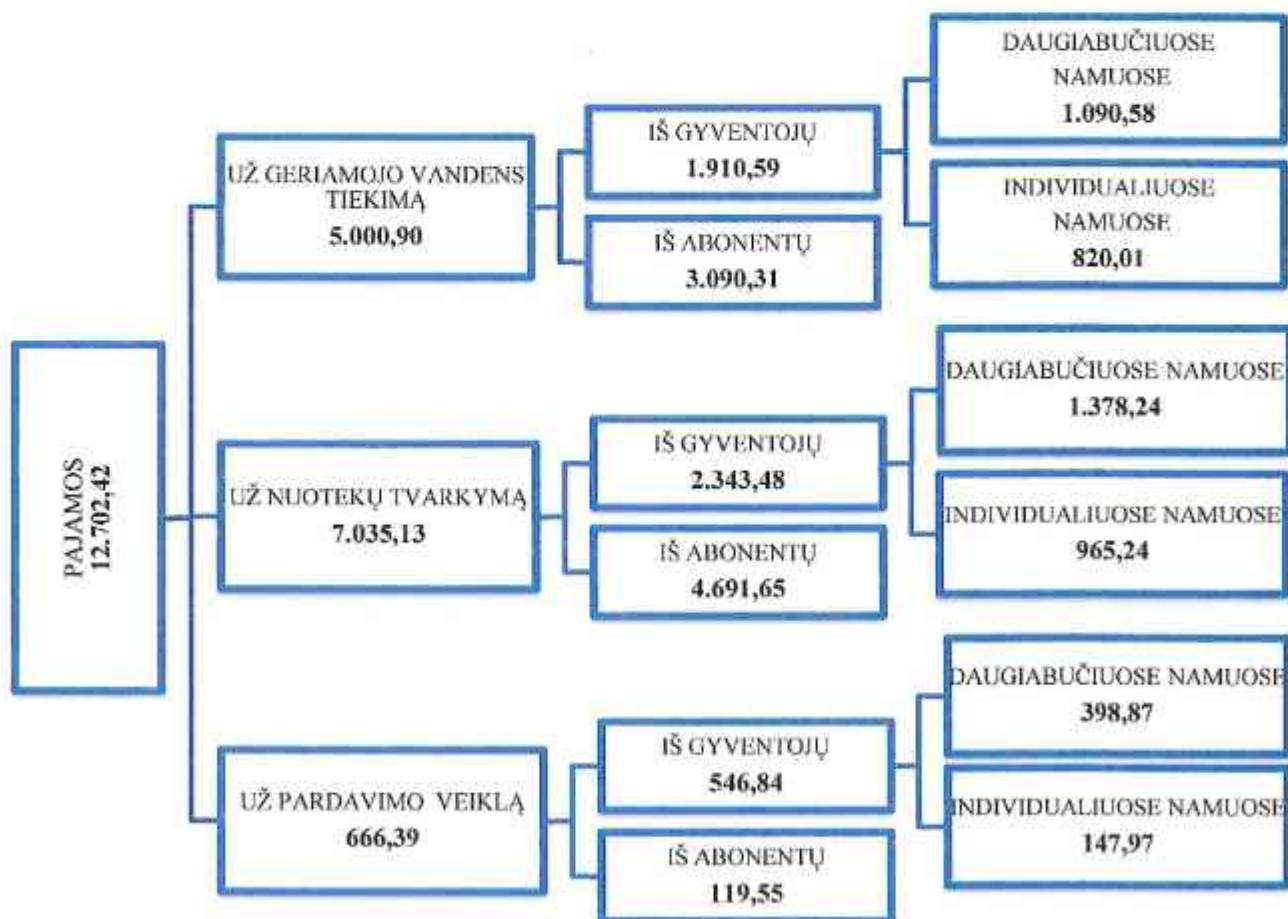 PAJAMOS
12.702,42
UŽ GERIAMOJO VANDENS
TIEKIMĄ
5.000,90
IŠ GYVENTOJŲ
1.910,59
DAUGIABUČIUOSE
NAMUOSE
1.090,58
INDIVIDUALIUOSE
NAMUOSE
820,01
IŠ ABONENTŲ
3.090,31
UŽ NUOTEKŲ TVARKYMĄ
7.035,13
IŠ GYVENTOJŲ
2.343,48
DAUGIABUČIUOSE NAMUOSE
1.378,24
INDIVIDUALIUOSE NAMUOSE
965,24
IŠ ABONENTŲ
4.691,65
UŽ PARDAVIMO VEIKLĄ
666,39
IŠ GYVENTOJŲ
546,84
DAUGIABUČIUOSE NAMUOSE
398,87
INDIVIDUALIUOSE NAMUOSE
147,97
IŠ ABONENTŲ
119,55